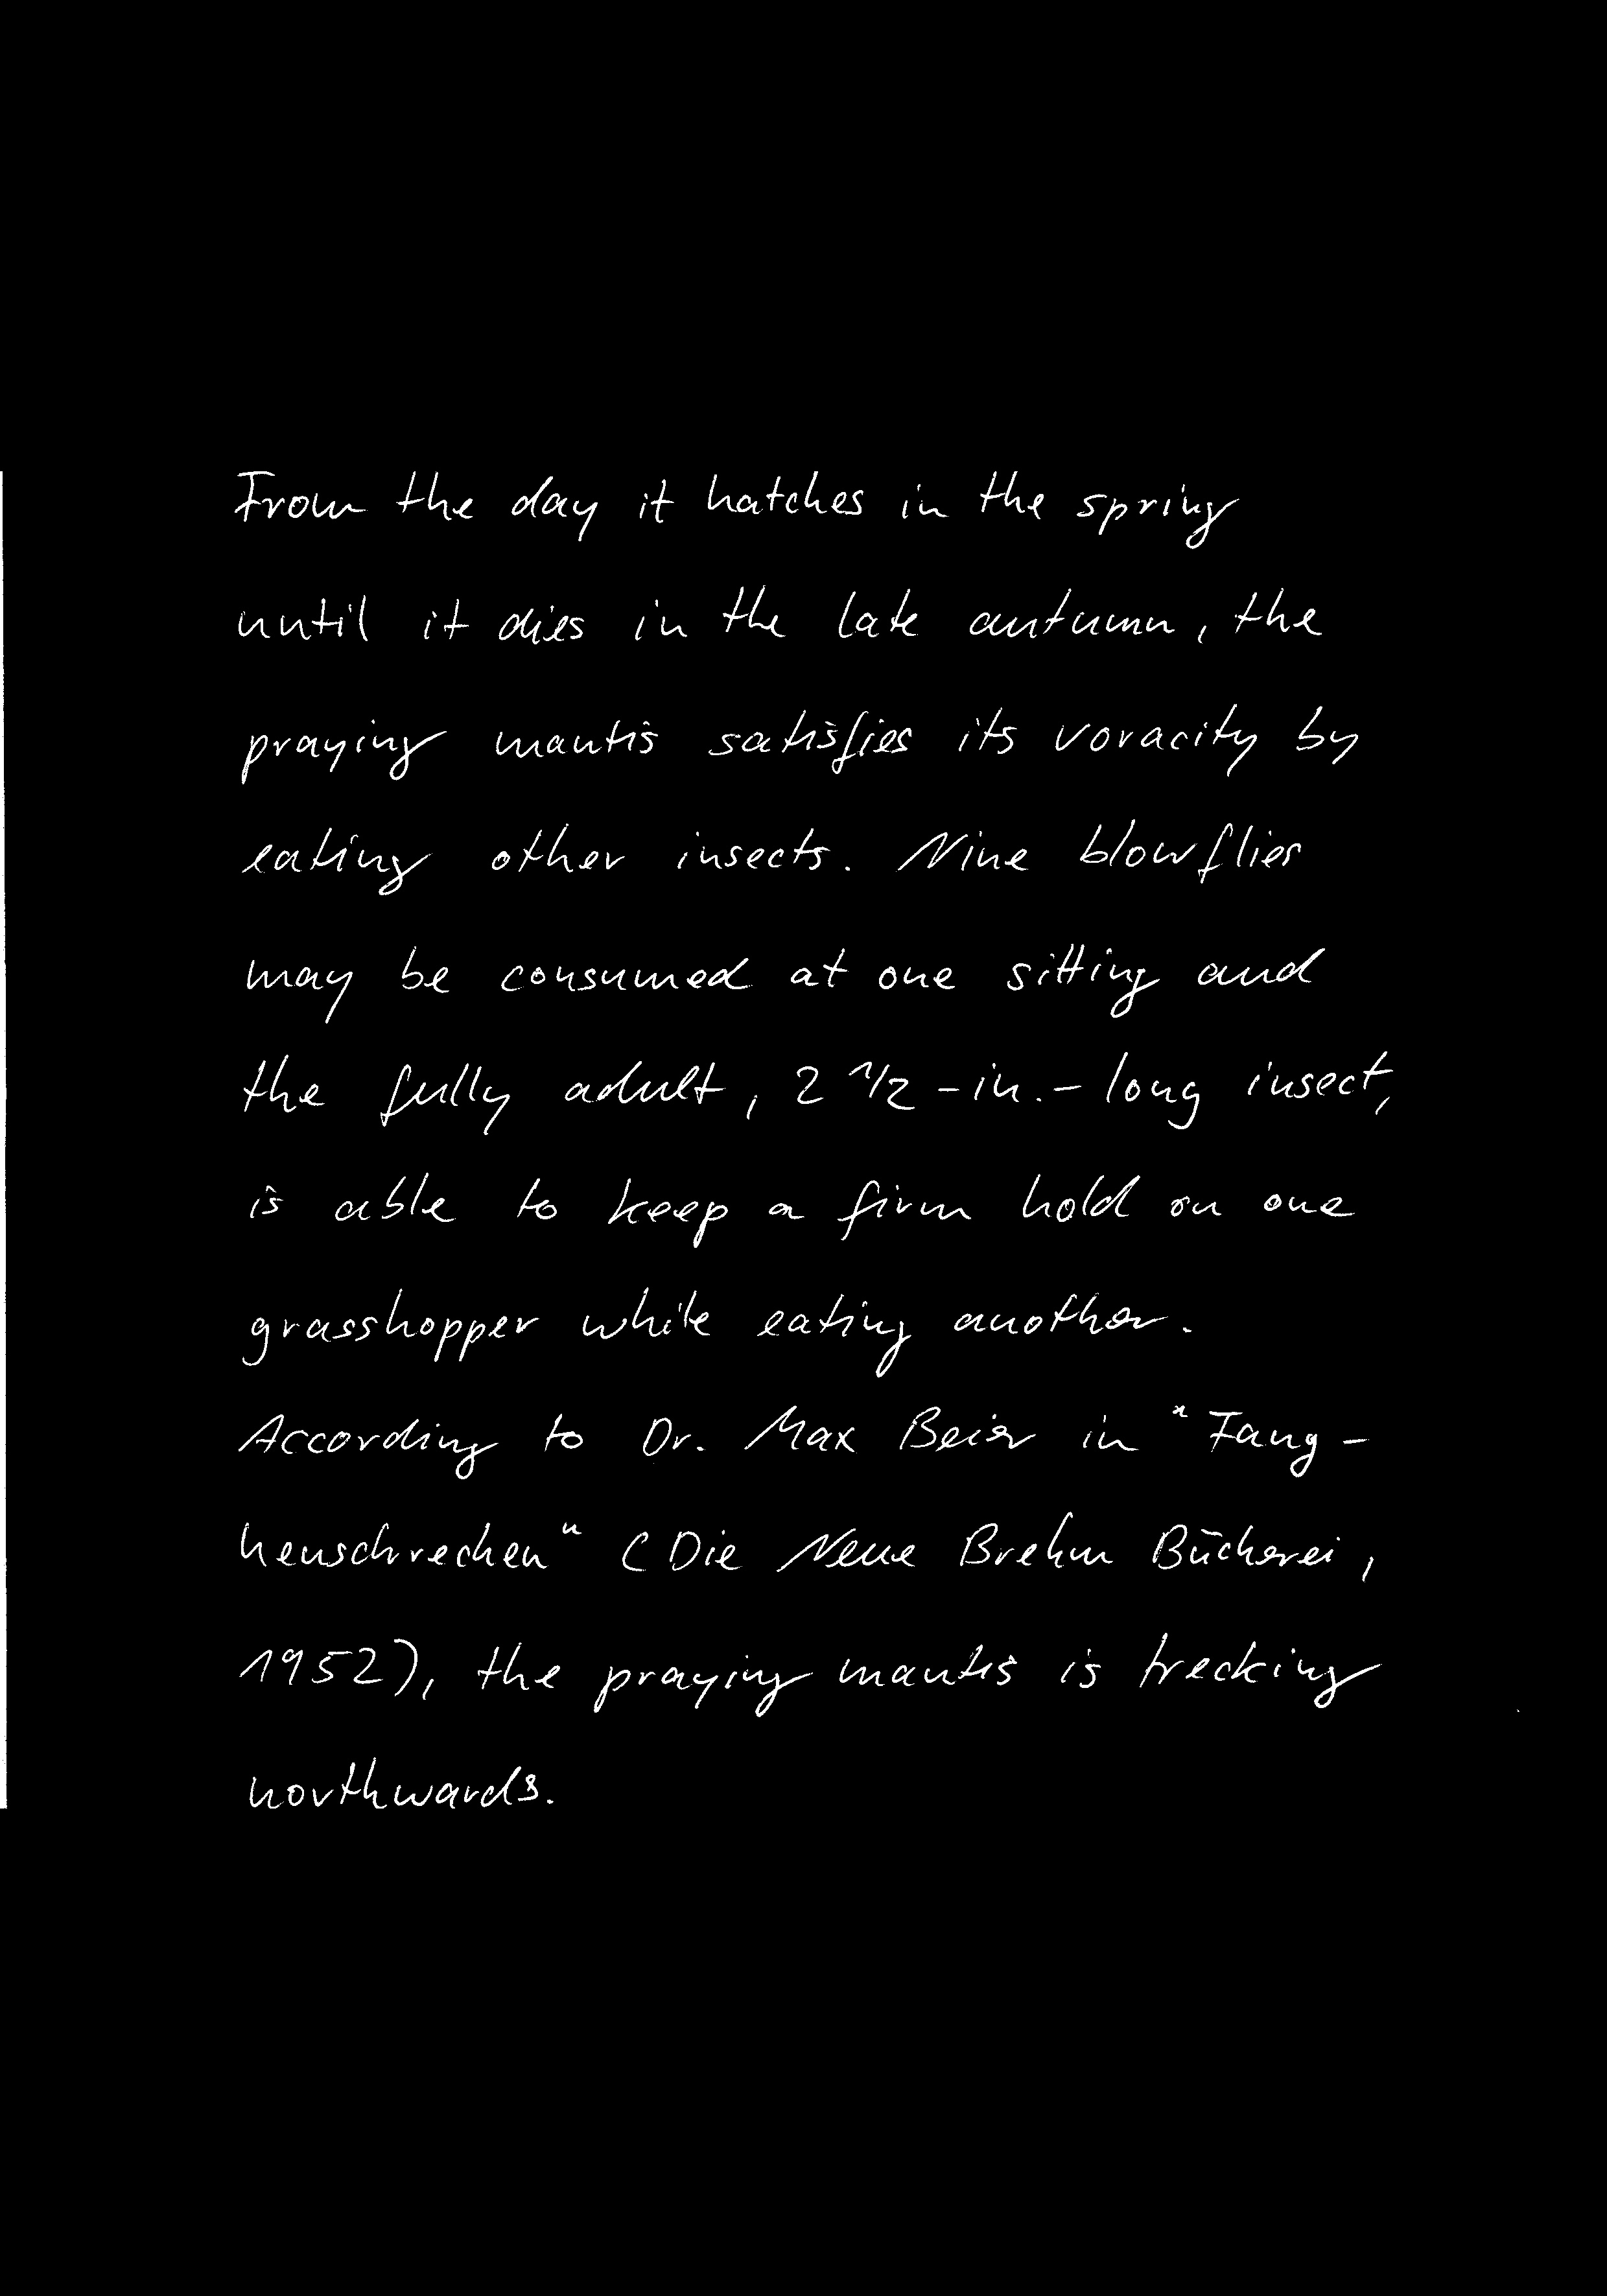 From the day it hatches in the spring
until it dies in the late autumn, the
praying mantis satisfies its voracity by
eating other insects. Nine blowflies
may be consumed at one sitting and
the fully adult, 2 1/2 -in.- long insect,
is able to keep a firm hold on one
grasshopper while eating another.
According to Dr. Max Beier in "Fang-
heuschrecken" (Die Neue Brehm Bücherei,
1952), the praying mantis is trecking
northwards.